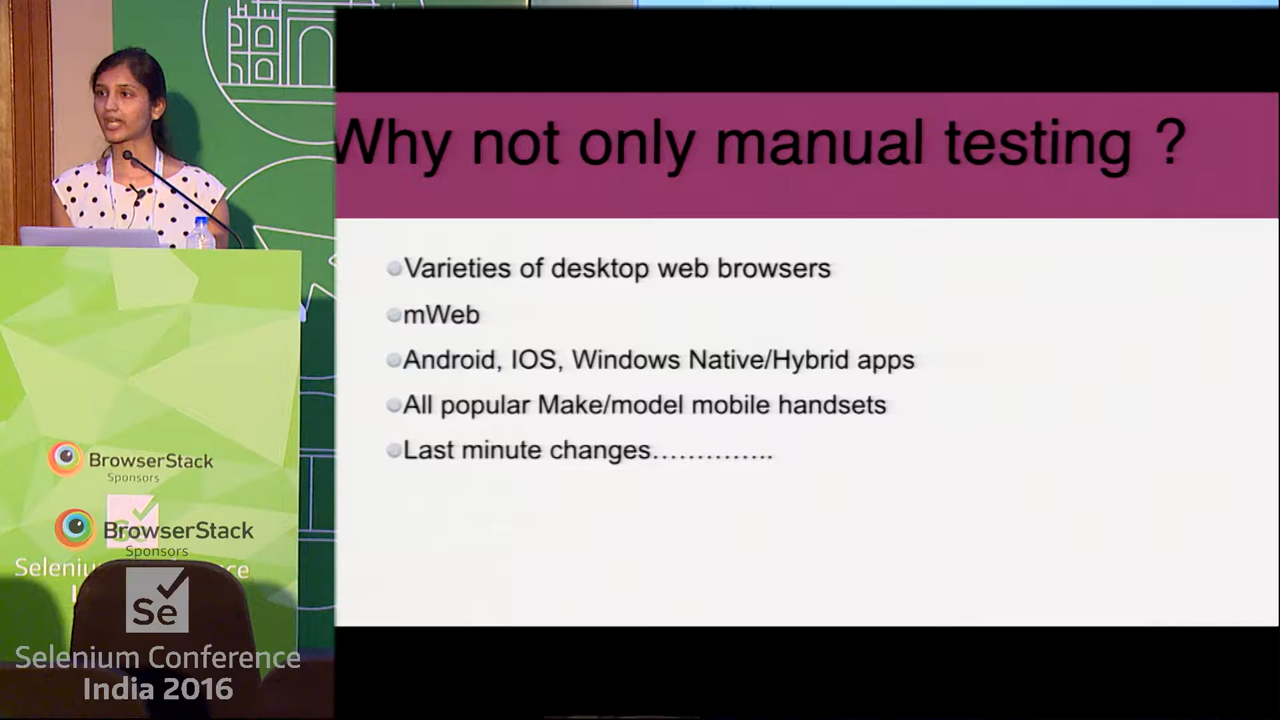 Why not only manual testing ?
Varieties of desktop web browsers
mWeb
Android, IOS, Windows Native/Hybrid apps
All popular Make/model mobile handsets
Last minute changes…………..
BrowserStack
Sponsors
BrowserStack
Sponsors
Se
Selenium Conference
India 2016